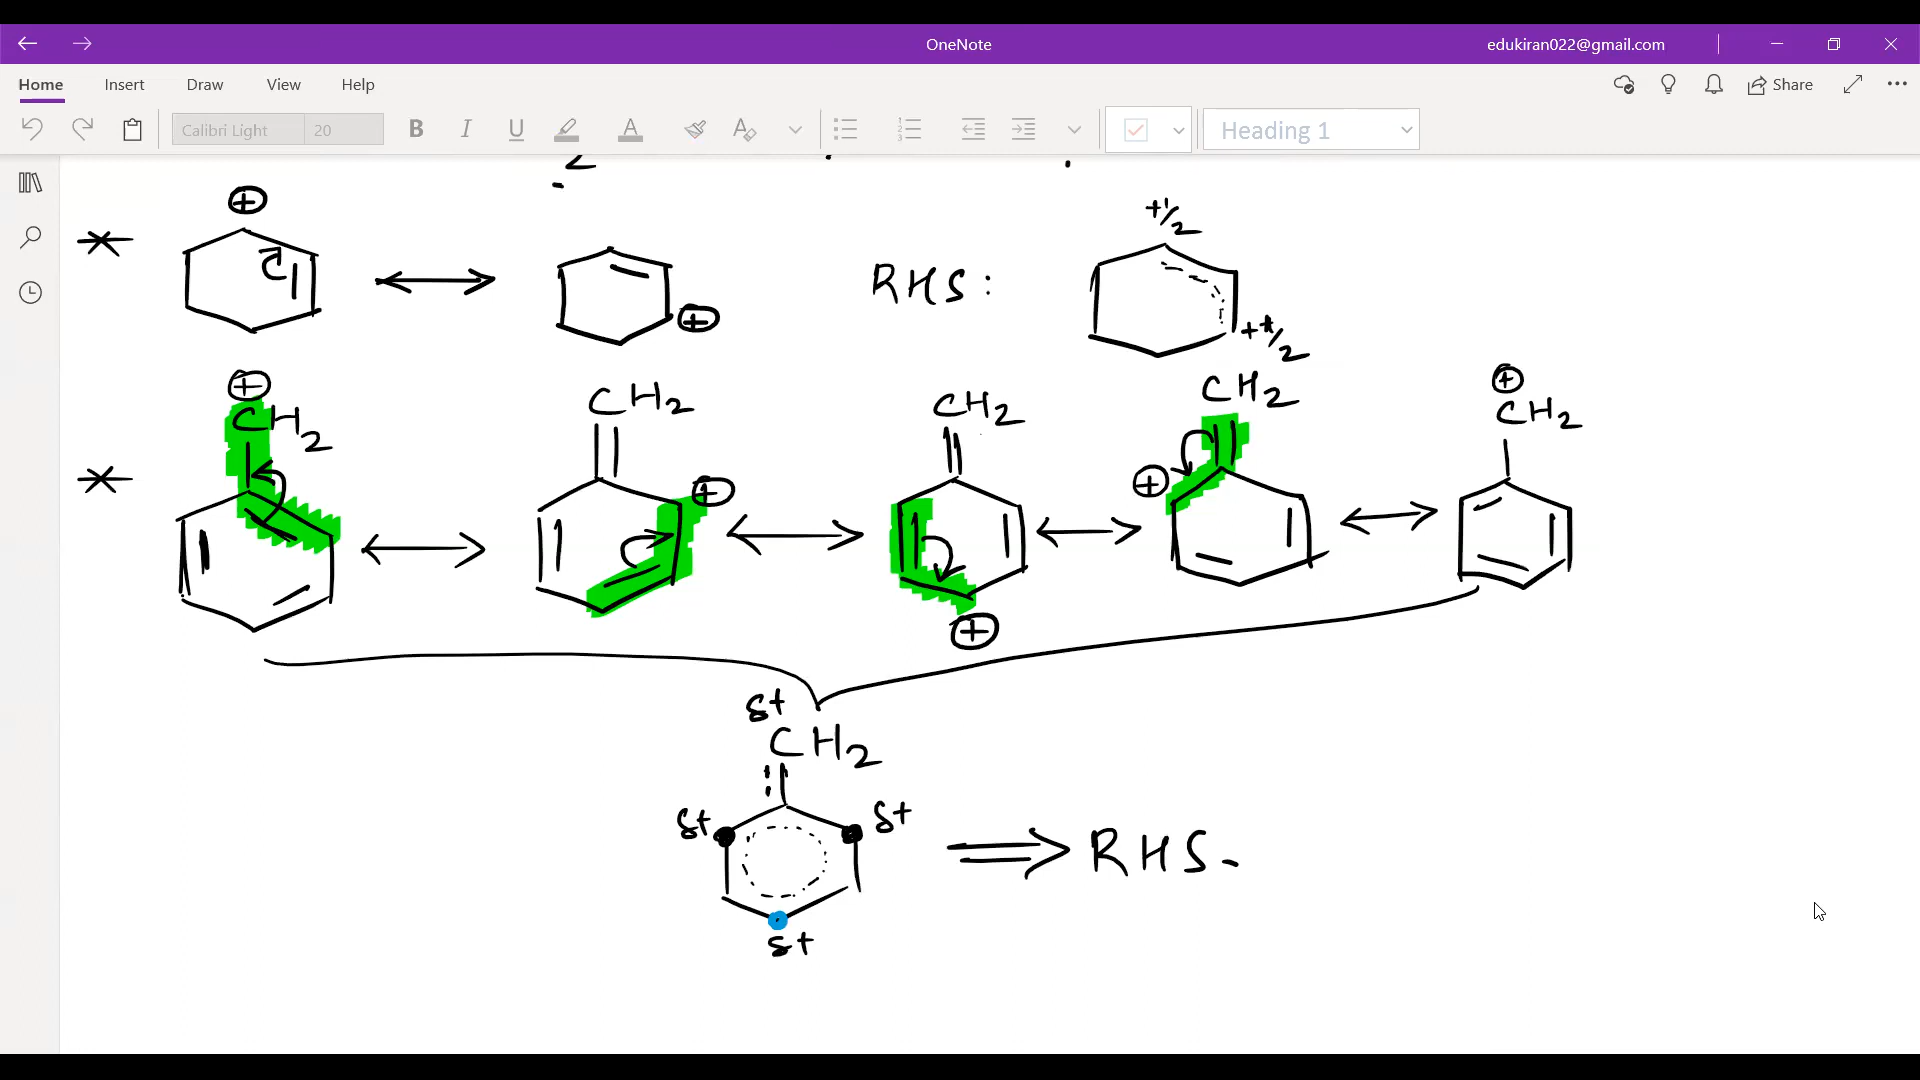 OneNote
edukiran022@gmail.com
Home Insert Draw View Help
Share
Calibri Light 20 B I U A
Heading 1
⊕
⊕
RHS:
+1/2
+1/2
⊕
CH2
CH2
⊕
CH2
⊕
CH2
⊕
⊕
CH2
δ+
CH2
δ+
δ+
RHS.
δ+